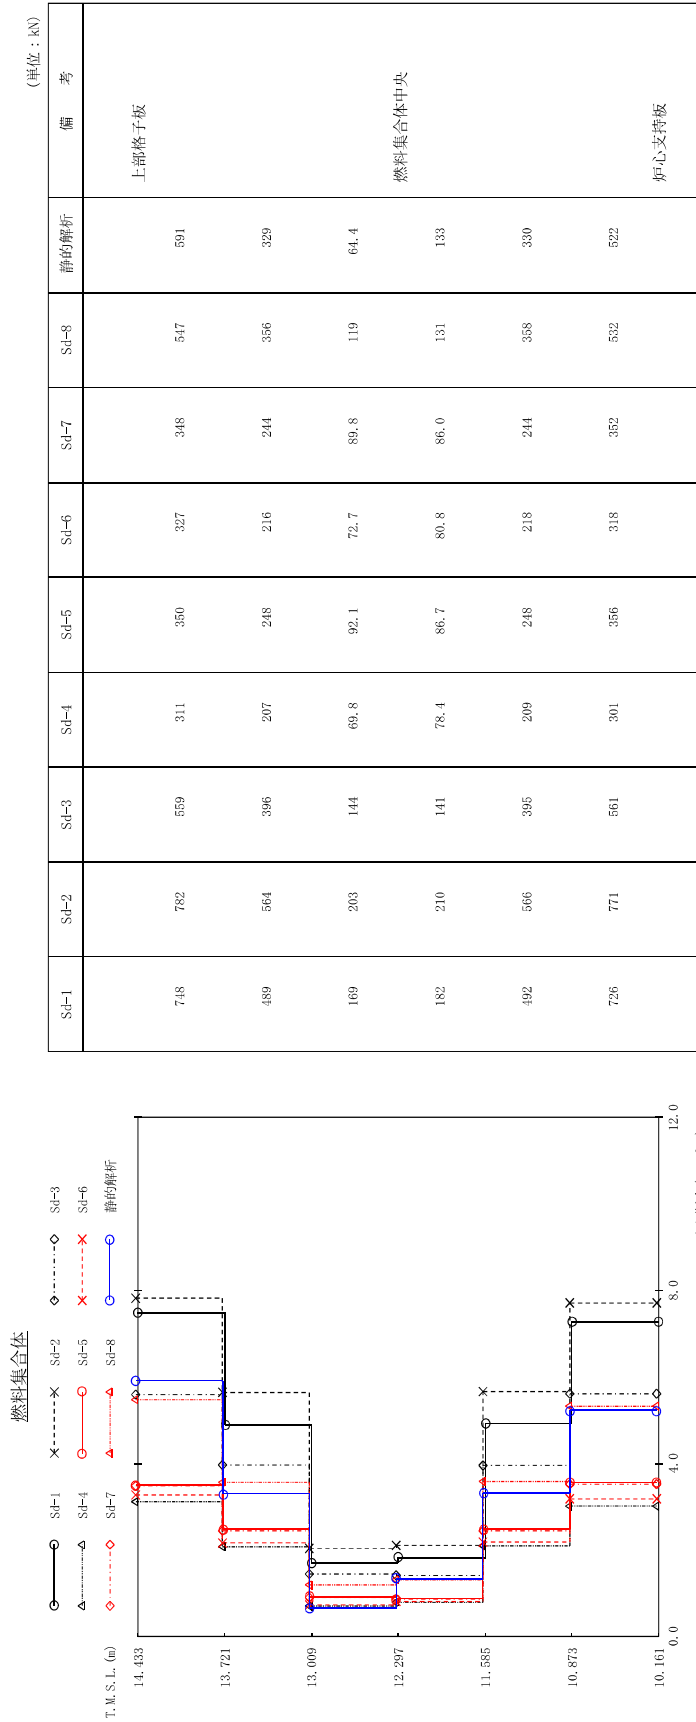 燃料集合体
Sd-1 Sd-2 Sd-3
Sd-4 Sd-5 Sd-6
Sd-7 Sd-8 静的解析
T.M.S.L.(m)
14.433
13.721
13.009
12.297
11.585
10.873
10.161
0.0 4.0 8.0 12.0
(単位:kN)
Sd-1 Sd-2 Sd-3 Sd-4 Sd-5 Sd-6 Sd-7 Sd-8 静的解析 備 考
上部格子板
748 782 559 311 350 327 348 547 591
489 564 396 207 248 216 244 356 329
169 203 144 69.8 92.1 72.7 89.8 119 64.4
燃料集合体中央
182 210 141 78.4 86.7 80.8 86.0 131 133
492 566 395 209 248 218 244 358 330
726 771 561 301 356 318 352 532 522
炉心支持板